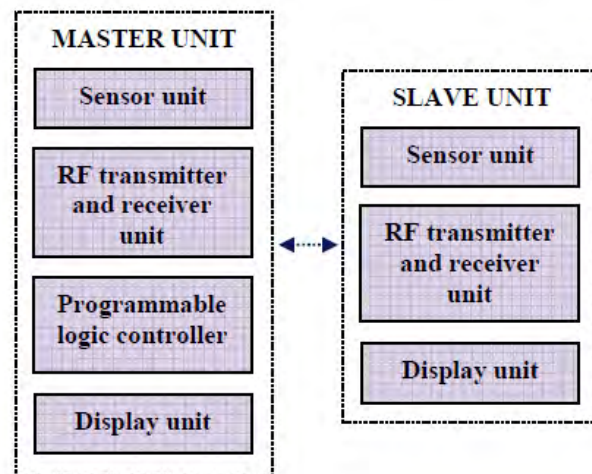 MASTER UNIT
Sensor unit
RF transmitter
and receiver
unit
Programmable
logic controller
Display unit
SLAVE UNIT
Sensor unit
RF transmitter
and receiver
unit
Display unit